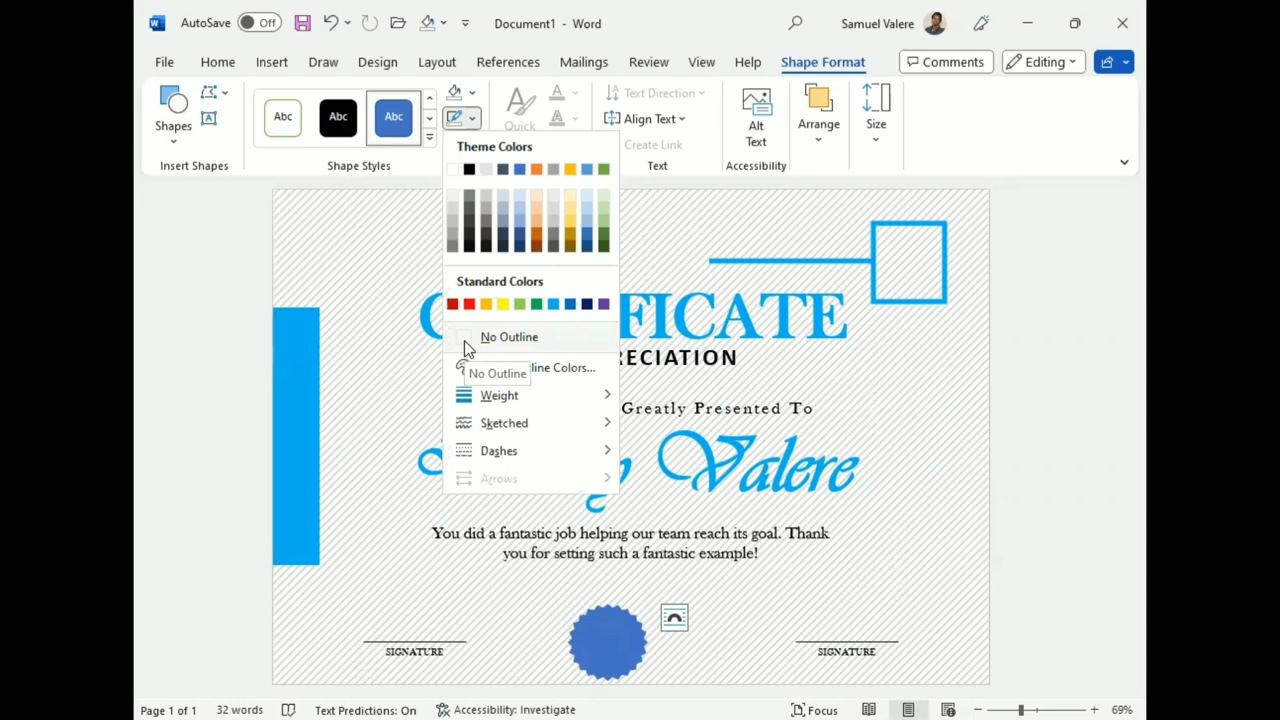 AutoSave Off Document1 - Word Samuel Valere
File Home Insert Draw Design Layout References Mailings Review View Help Shape Format Comments Editing
Shapes
Insert Shapes
Abc Abc Abc
Shape Styles
Quick
Text Direction
Align Text
Create Link
Text
Alt
Text
Accessibility
Arrange
Size
Theme Colors
Standard Colors
No Outline
No Outline
line Colors...
Weight
Sketched
Dashes
Arrows
C FICATE
RECIATION
Greatly Presented To
y Valere
You did a fantastic job helping our team reach its goal. Thank
you for setting such a fantastic example!
SIGNATURE SIGNATURE
Page 1 of 1 32 words Text Predictions: On Accessibility: Investigate Focus 69%